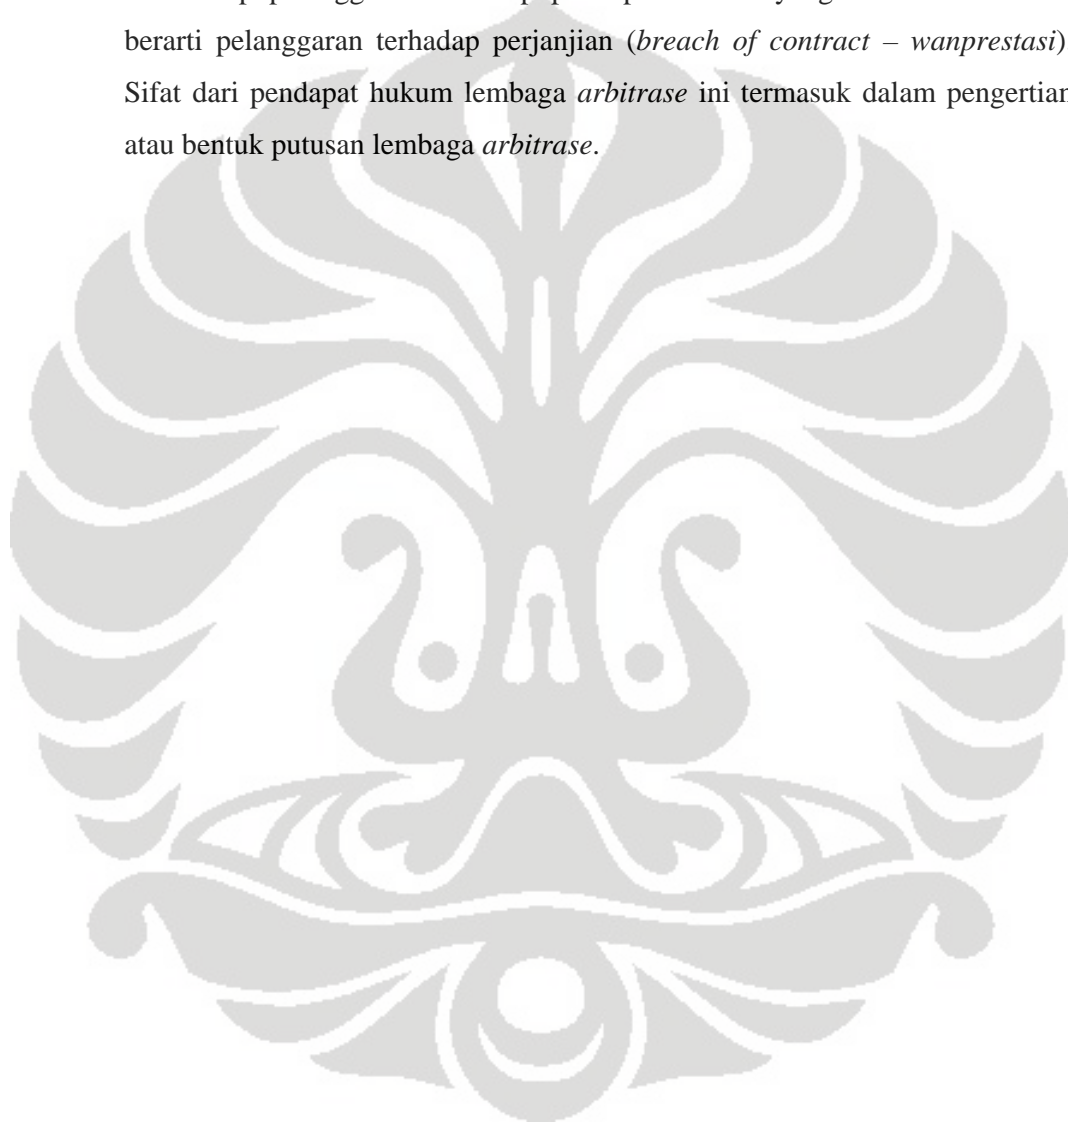 berarti pelanggaran terhadap perjanjian (breach of contract – wanprestasi)
Sifat dari pendapat hukum lembaga arbitrase ini termasuk dalam pengertian
atau bentuk putusan lembaga arbitrase.